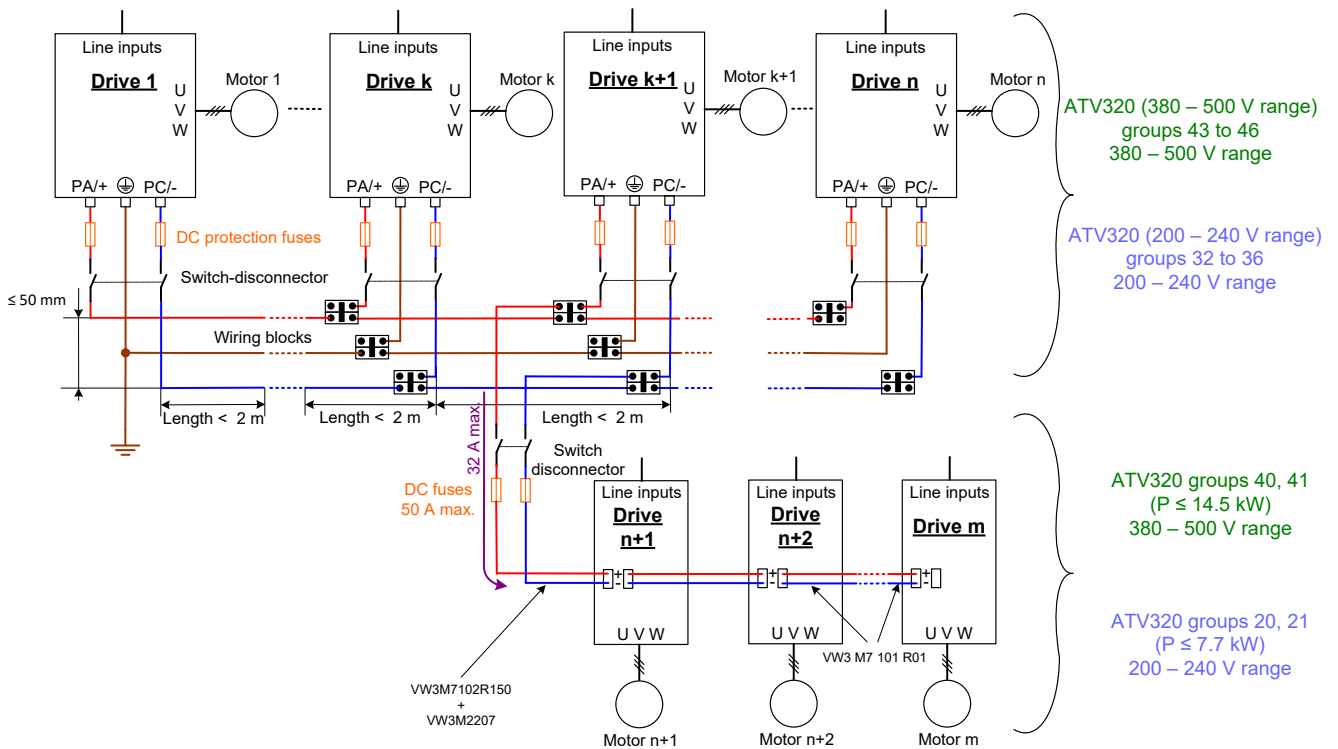 Line inputs
Drive 1
U
V
W
Motor 1
PA/+
PC/-
Line inputs
Drive k
U
V
W
Motor k
PA/+
PC/-
Line inputs
Drive k+1
U
V
W
Motor k+1
PA/+
PC/-
Line inputs
Drive n
U
V
W
Motor n
PA/+
PC/-
ATV320 (380 – 500 V range)
groups 43 to 46
380 – 500 V range
ATV320 (200 – 240 V range)
groups 32 to 36
200 – 240 V range
DC protection fuses
Switch-disconnector
≤ 50 mm
Wiring blocks
Length < 2 m
Length < 2 m
Length < 2 m
32 A max.
Switch
disconnector
DC fuses
50 A max.
Line inputs
Drive
n+1
+
-
U V W
Motor n+1
Line inputs
Drive
n+2
+
-
U V W
Motor n+2
Line inputs
Drive m
+
-
U V W
Motor m
VW3 M7 101 R01
VW3M7102R150
+
VW3M2207
ATV320 groups 40, 41
(P ≤ 14.5 kW)
380 – 500 V range
ATV320 groups 20, 21
(P ≤ 7.7 kW)
200 – 240 V range